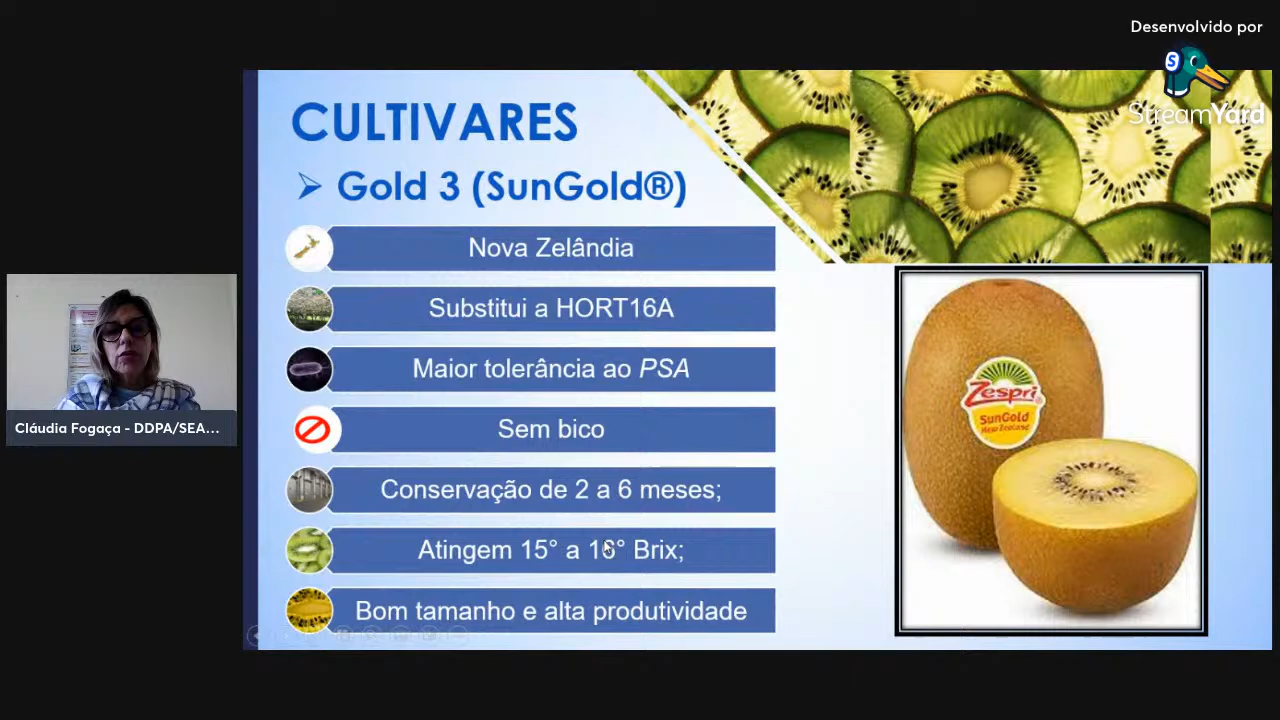 Desenvolvido por
StreamYard
CULTIVARES
Gold 3 (SunGold®)
Nova Zelândia
Substitui a HORT16A
Maior tolerância ao PSA
Sem bico
Conservação de 2 a 6 meses;
Atingem 15° a Brix;
Bom tamanho e alta produtividade
Zespri®
SunGold
New Zealand
Cláudia Fogaça - DDPA/SEA...